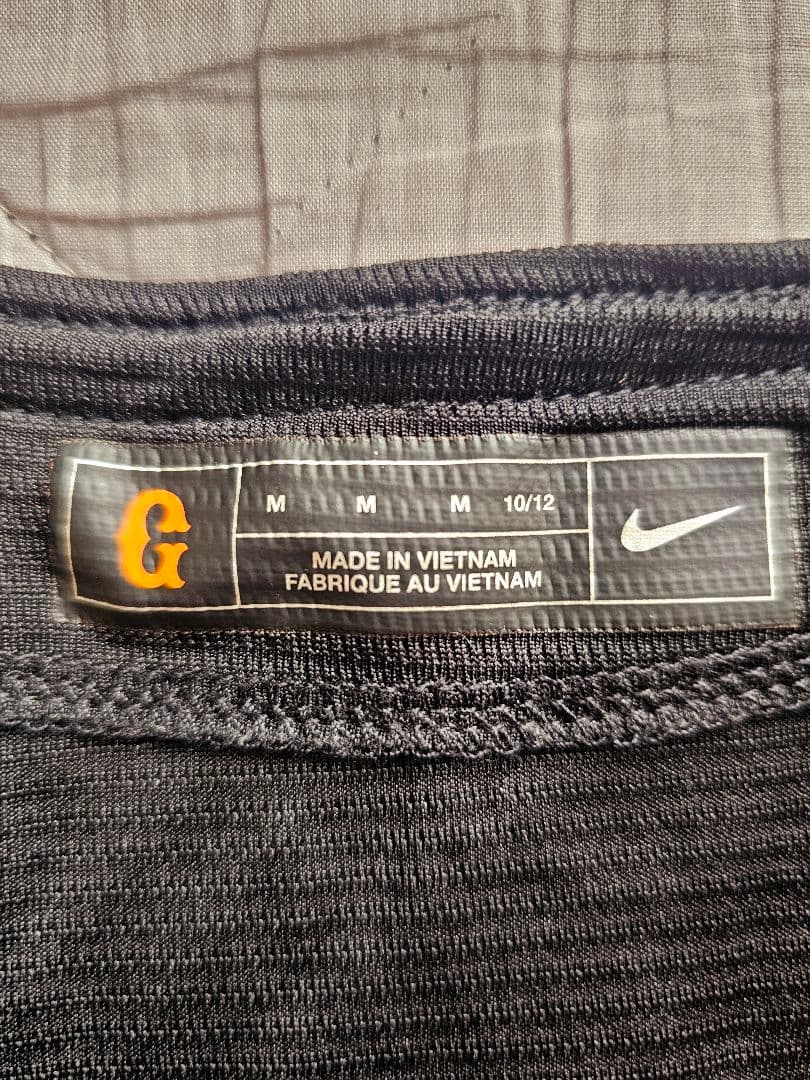 G
M M M 10/12
MADE IN VIETNAM
FABRIQUE AU VIETNAM